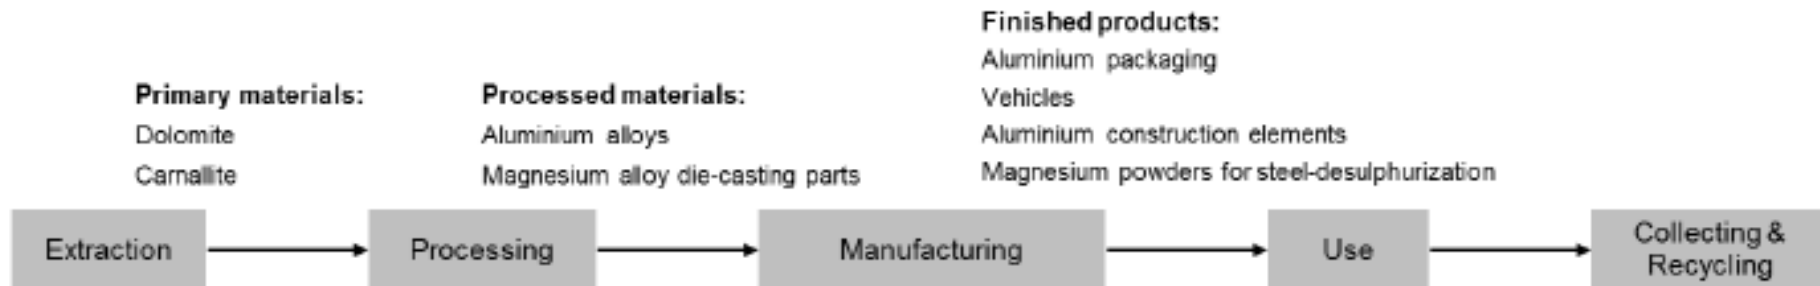 Finished products:
Aluminium packaging
Vehicles
Aluminium construction elements
Magnesium powders for steel-desulphurization
Primary materials:
Dolomite
Carnallite
Processed materials:
Aluminium alloys
Magnesium alloy die-casting parts
Extraction
Processing
Manufacturing
Use
Collecting &
Recycling